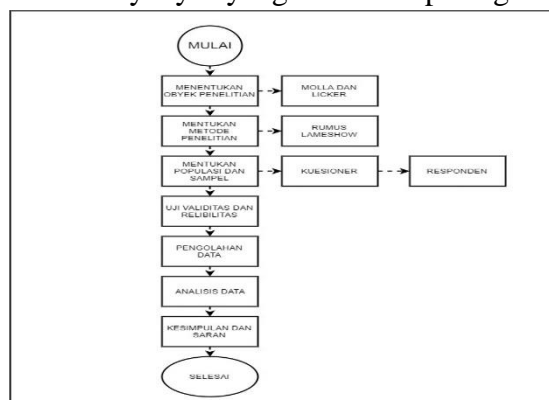 MULAI
MENENTUKAN
OBYEK PENELITIAN
MOLLA DAN
LICKER
MENTUKAN
METODE
PENELITIAN
RUMUS
LAMESHOW
MENTUKAN
POPULASI DAN
SAMPEL
KUESIONER
RESPONDEN
UJI VALIDITAS DAN
RELIBILITAS
PENGOLAHAN
DATA
ANALISIS DATA
KESIMPULAN DAN
SARAN
SELESAI